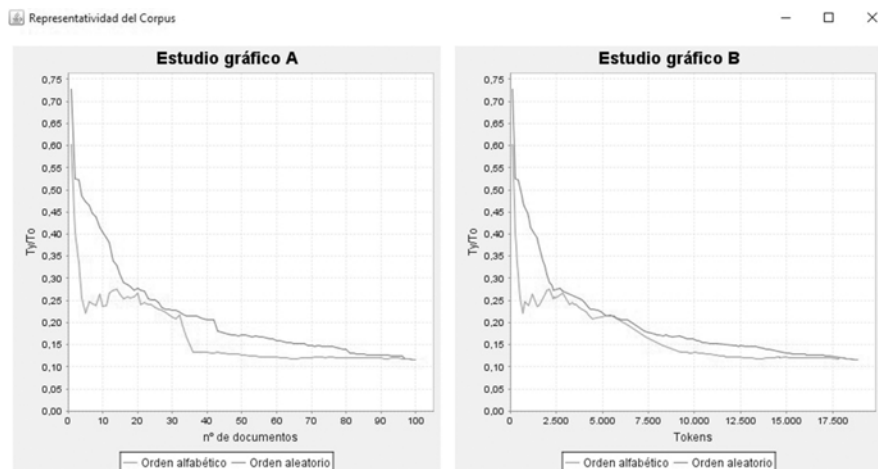 Representatividad del Corpus
Estudio gráfico A
0,75
0,70
0,65
0,60
0,55
0,50
0,45
0,40
0,35
0,30
0,25
0,20
0,15
0,10
0,05
0,00
Ty/To
0 10 20 30 40 50 60 70 80 90 100
nº de documentos
Orden alfabético Orden aleatorio
Estudio gráfico B
0,75
0,70
0,65
0,60
0,55
0,50
0,45
0,40
0,35
0,30
0,25
0,20
0,15
0,10
0,05
0,00
Ty/To
0 2.500 5.000 7.500 10.000 12.500 15.000 17.500
Tokens
Orden alfabético Orden aleatorio